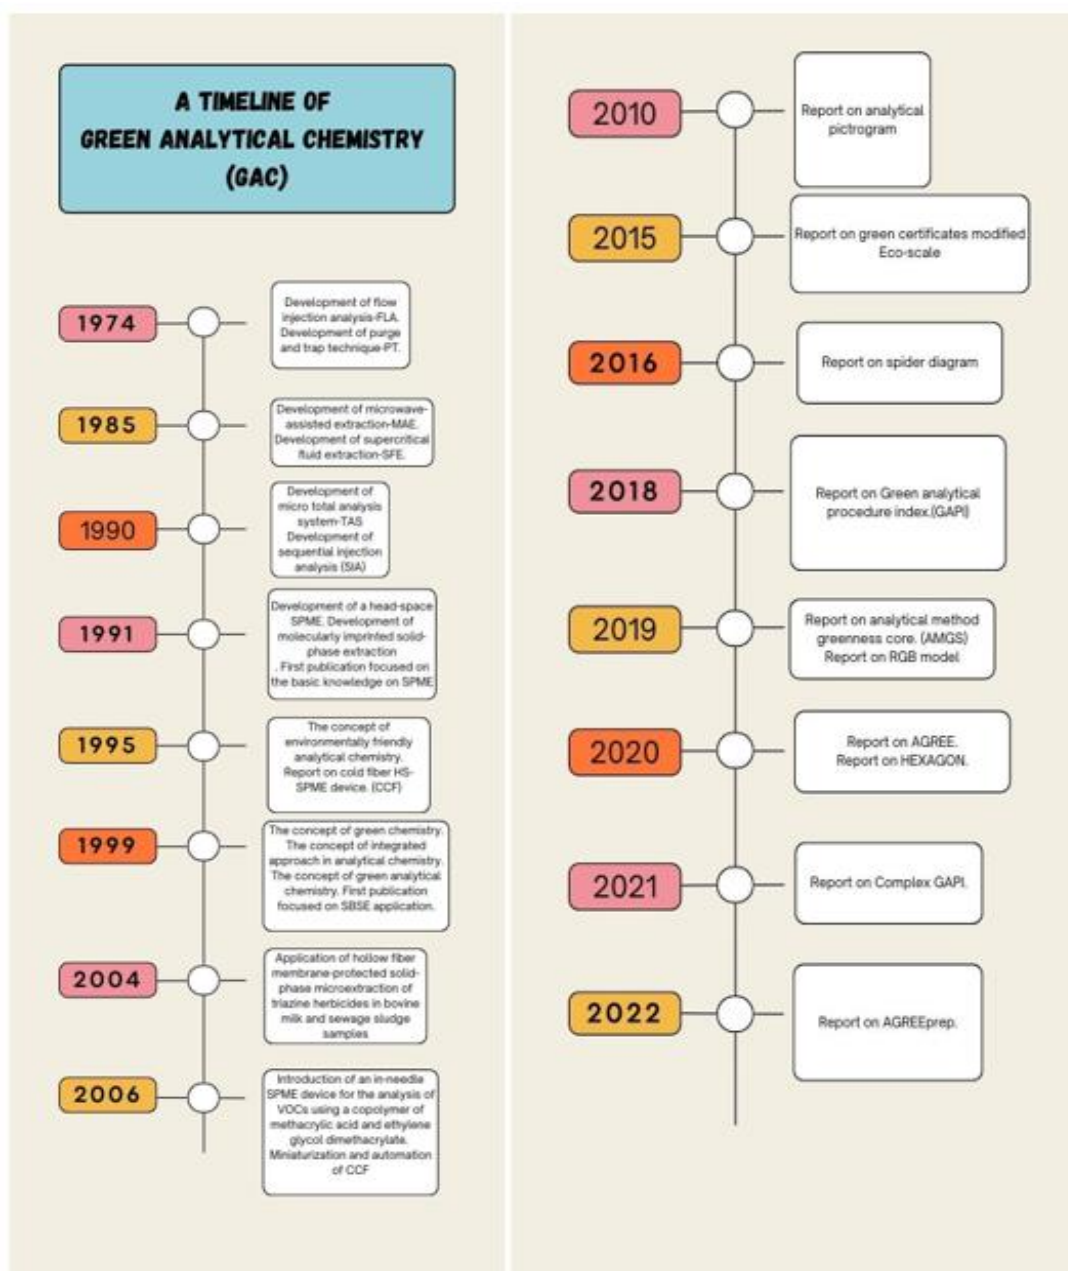 A TIMELINE OF
GREEN ANALYTICAL CHEMISTRY
(GAC)
1974
Development of flow
injection analysis-FLA.
Development of purge
and trap technique-PT.
1985
Development of microwave-
assisted extraction-MAE.
Development of supercritical
fluid extraction-SFE.
1990
Development of
micro total analysis
system-TAS
Development of
sequential injection
analysis (SIA)
1991
Development of a head-space
SPME. Development of
molecularly imprinted solid-
phase extraction
. First publication focused on
the basic knowledge on SPME
1995
The concept of
environmentally friendly
analytical chemistry.
Report on cold fiber HS-
SPME device. (CCF)
1999
The concept of green chemistry.
The concept of integrated
approach in analytical chemistry.
The concept of green analytical
chemistry. First publication
focused on SBSE application.
2004
Application of hollow fiber
membrane-protected solid-
phase microextraction of
triazine herbicides in bovine
milk and sewage sludge
samples
2006
Introduction of an in-needle
SPME device for the analysis of
VOCs using a copolymer of
methacrylic acid and ethylene
glycol dimethacrylate.
Miniaturization and automation
of CCF
2010
Report on analytical
pictrogram
2015
Report on green certificates modified
Eco-scale
2016
Report on spider diagram
2018
Report on Green analytical
procedure index.(GAPI)
2019
Report on analytical method
greenness core. (AMGS)
Report on RGB model
2020
Report on AGREE.
Report on HEXAGON.
2021
Report on Complex GAPI.
2022
Report on AGREEprep.